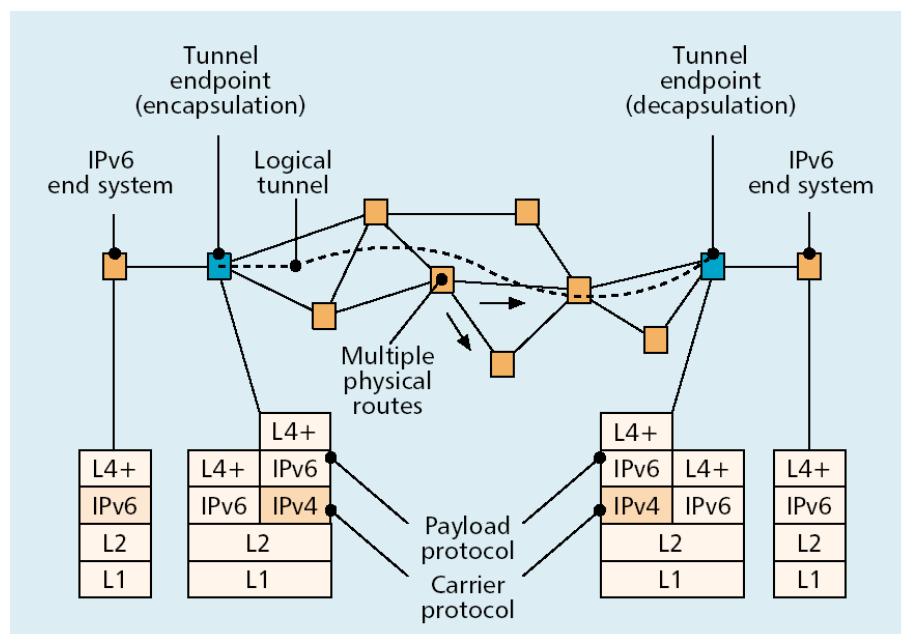 Tunnel
endpoint
(encapsulation)
Tunnel
endpoint
(decapsulation)
IPv6
end system
Logical
tunnel
IPv6
end system
Multiple
physical
routes
L4+
IPv6
L2
L1
L4+
L4+ IPv6
IPv6 IPv4
L2
L1
Payload
protocol
Carrier
protocol
L4+
IPv6 L4+
IPv4 IPv6
L2
L1
L4+
IPv6
L2
L1